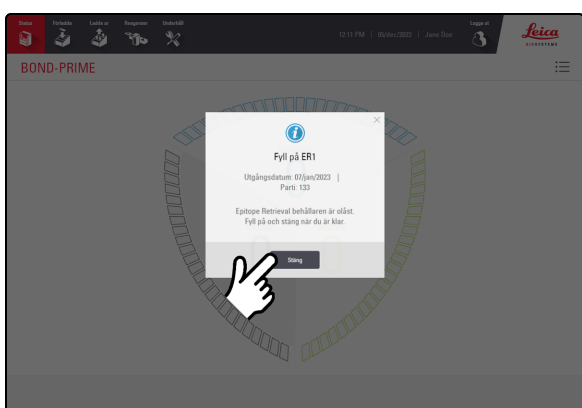 Status Förladda Ladda ur Reagenser Underhåll
12:11 PM | 05/dec/2022 | Jane Doe
Logga ut
Leica
BIOSYSTEMS
BOND-PRIME
Fyll på ER1
Utgångsdatum: 07/jan/2023 |
Parti: 133
Epitope Retrieval behållaren är olåst.
Fyll på och stäng när du är klar.
Stäng